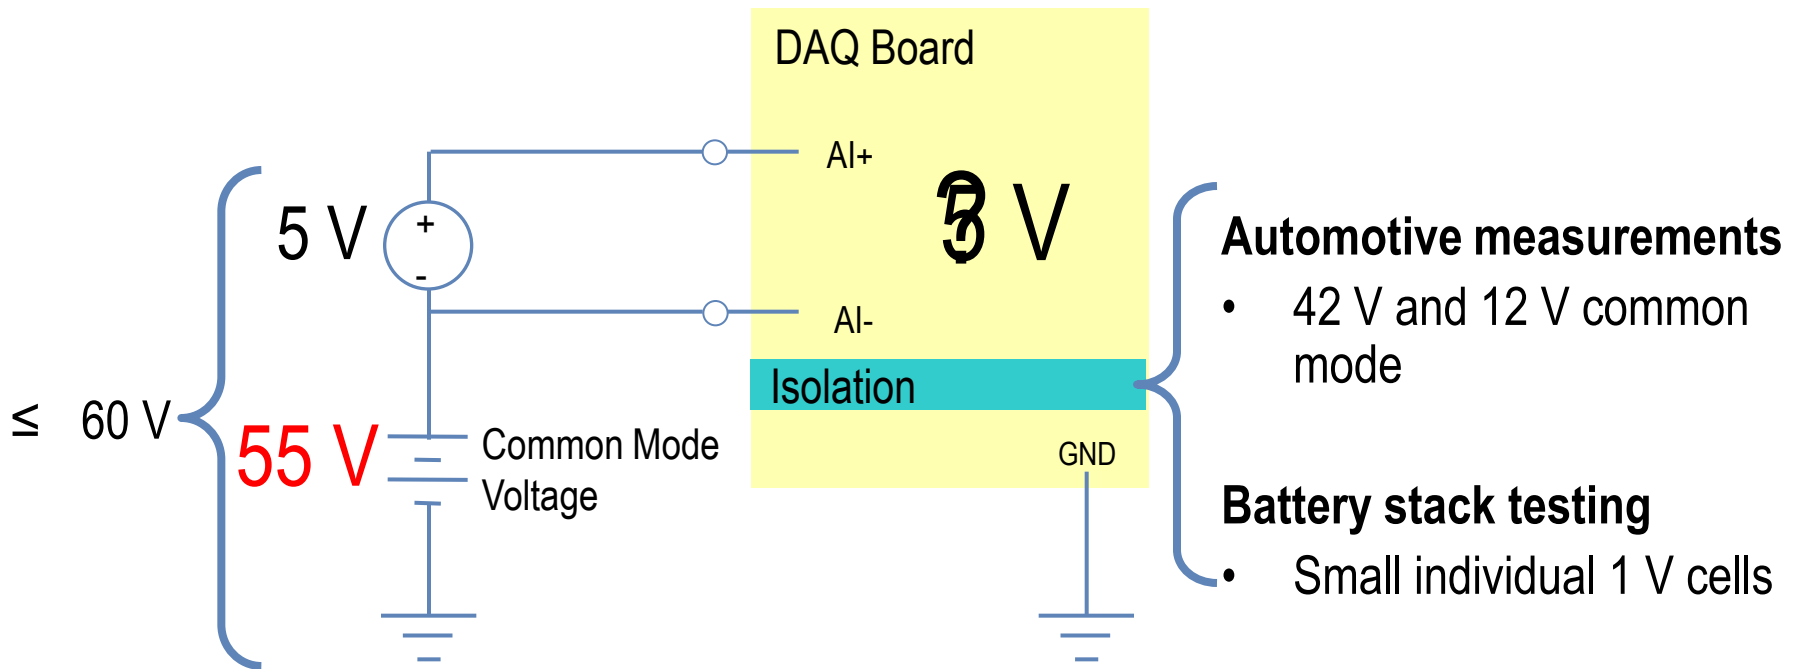 DAQ Board
AI+
5 V
+
-
V
AI-
Isolation
≤ 60 V
55 V
Common Mode
Voltage
GND
Automotive measurements
• 42 V and 12 V common
mode
Battery stack testing
• Small individual 1 V cells